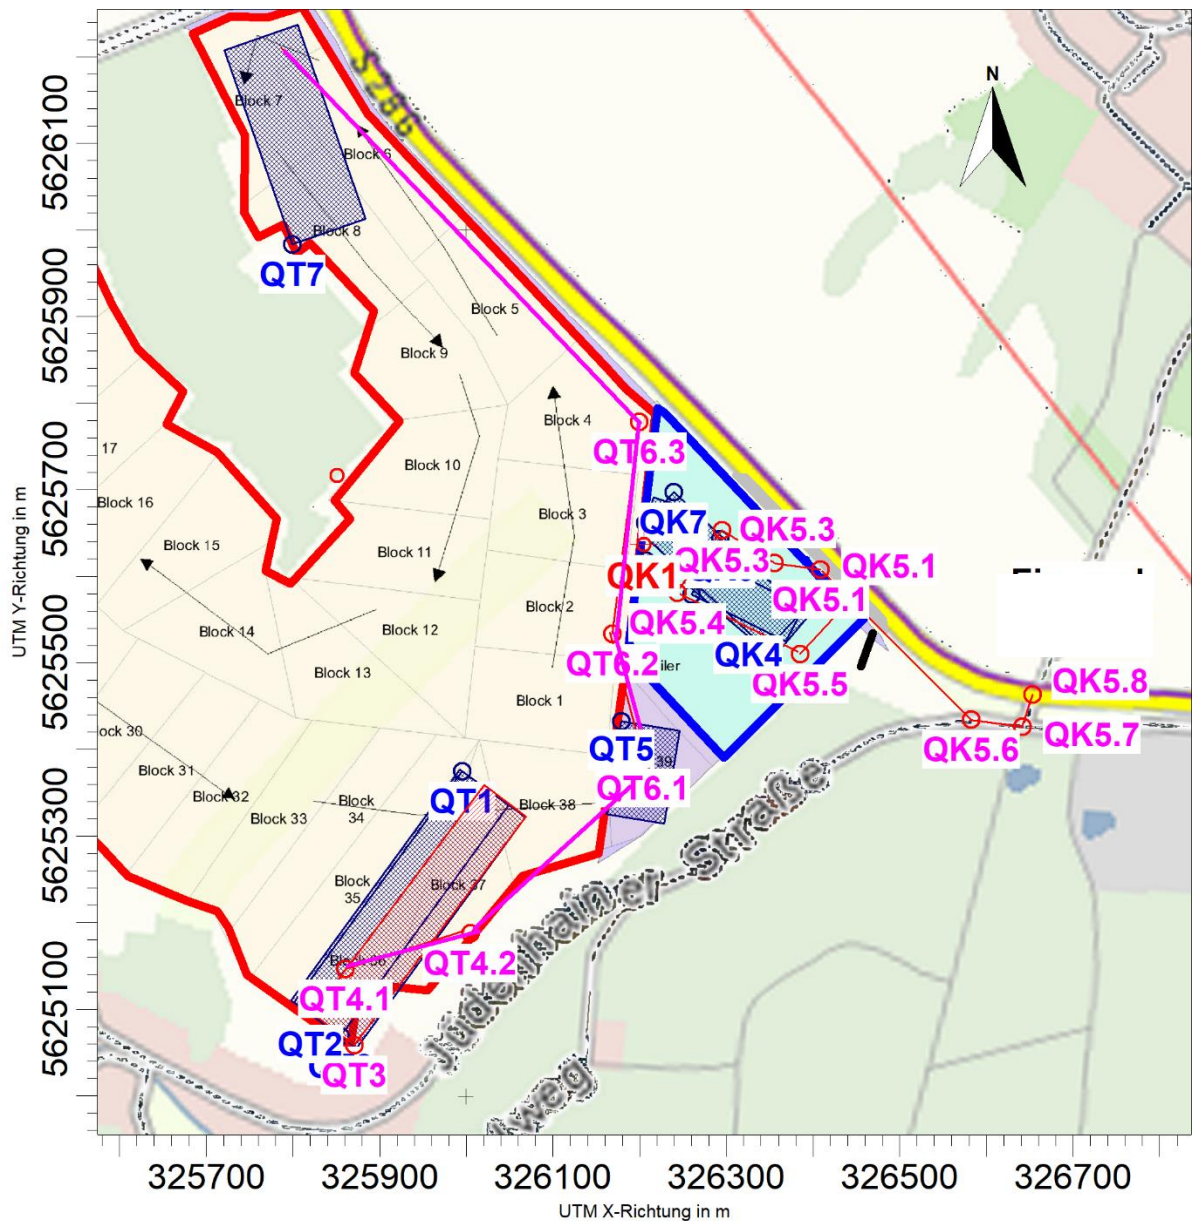 S 286
N
Block 7
Block 6
Block 8
QT7
Block 5
Block 9
Block 4
QT6.3
17
Block 10
Block 16
Block 3
QK7
QK5.3
Block 15
Block 11
QK1
QK5.3
QK5.1
QK5.1
Block 2
QK5.4
Block 14
Block 12
QK4
QT6.2
iler
QK5.5
Block 13
QK5.8
Block 1
QK5.7
QK5.6
QT5
39
Block 31
QT6.1
Block 32
QT1
Block 34
Block 38
Block 33
Judenhainer Straße
Block 35
Block 37
QT4.2
QT4.1
QT2
QT3
weg
5626100
5625900
5625700
5625500
5625300
5625100
UTM Y-Richtung in m
325700
325900
326100
326300
326500
326700
UTM X-Richtung in m